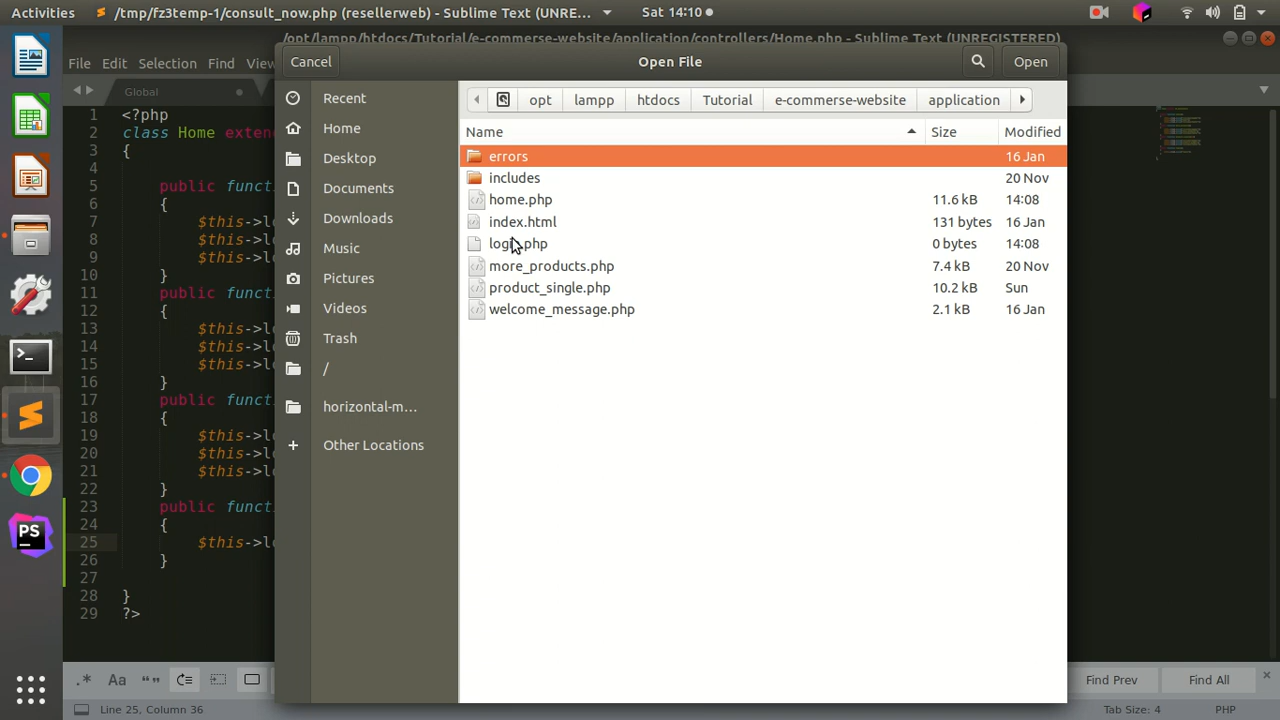 Activities /tmp/fz3temp-1/consult_now.php (resellerweb) - Sublime Text (UNRE... Sat 14:10
/opt/lampp/htdocs/Tutorial/e-commerse-website/application/controllers/Home.php - Sublime Text (UNREGISTERED)
File Edit Selection Find View
Cancel Open File Open
Global
opt lampp htdocs Tutorial e-commerse-website application
Name Size Modified
errors 16 Jan
includes 20 Nov
home.php 11.6 kB 14:08
index.html 131 bytes 16 Jan
login.php 0 bytes 14:08
more_products.php 7.4 kB 20 Nov
product_single.php 10.2 kB Sun
welcome_message.php 2.1 kB 16 Jan
Recent
Home
Desktop
Documents
Downloads
Music
Pictures
Videos
Trash
/
horizontal-m...
Other Locations
1 <?php
2 class Home exten
3 {
4
5 public funct
6 {
7 $this->l
8 $this->l
9 $this->l
10 }
11 public funct
12 {
13 $this->l
14 $this->l
15 $this->l
16 }
17 public funct
18 {
19 $this->l
20 $this->l
21 $this->l
22 }
23 public funct
24 {
25 $this->l
26 }
27
28 }
29 ?>
PS
.* Aa “” Find Prev Find All
Line 25, Column 36 Tab Size: 4 PHP